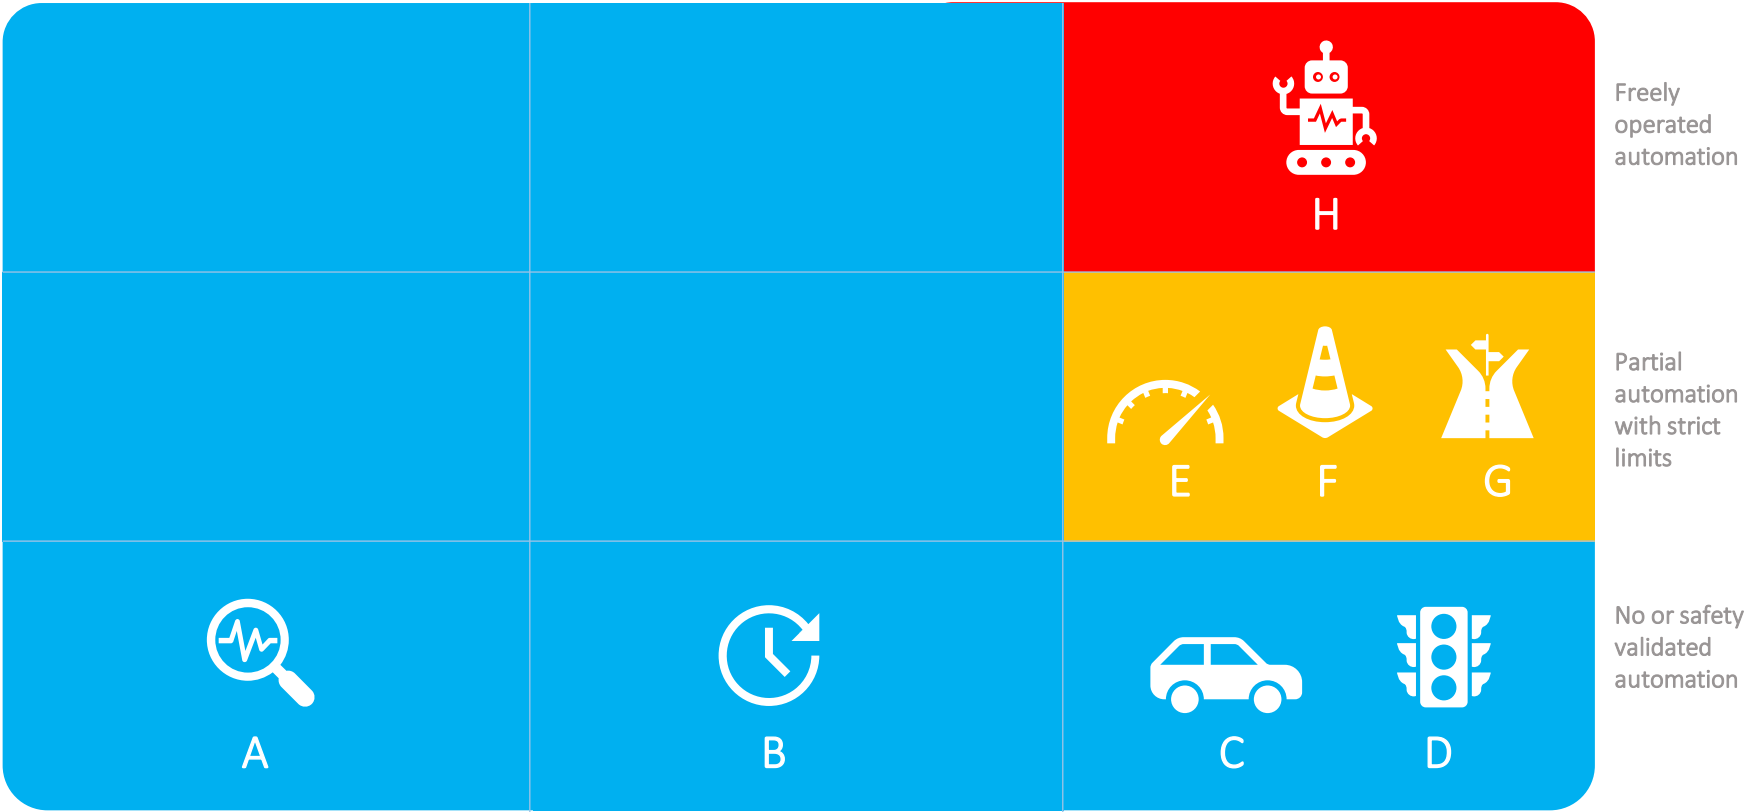 H
Freely
operated
automation
E F G
Partial
automation
with strict
limits
A B C D
No or safety
validated
automation